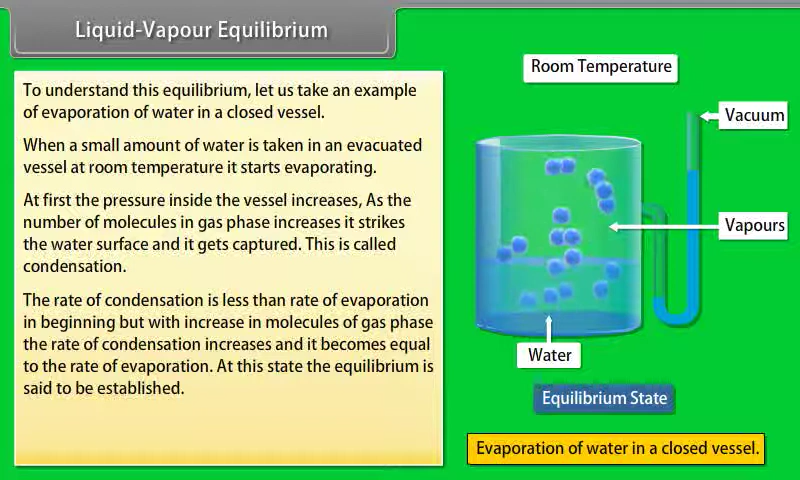 Liquid-Vapour Equilibrium
To understand this equilibrium, let us take an example
of evaporation of water in a closed vessel.
When a small amount of water is taken in an evacuated
vessel at room temperature it starts evaporating.
At first the pressure inside the vessel increases, As the
number of molecules in gas phase increases it strikes
the water surface and it gets captured. This is called
condensation.
The rate of condensation is less than rate of evaporation
in beginning but with increase in molecules of gas phase
the rate of condensation increases and it becomes equal
to the rate of evaporation. At this state the equilibrium is
said to be established.
Room Temperature
Vacuum
Vapours
Water
Equilibrium State
Evaporation of water in a closed vessel.